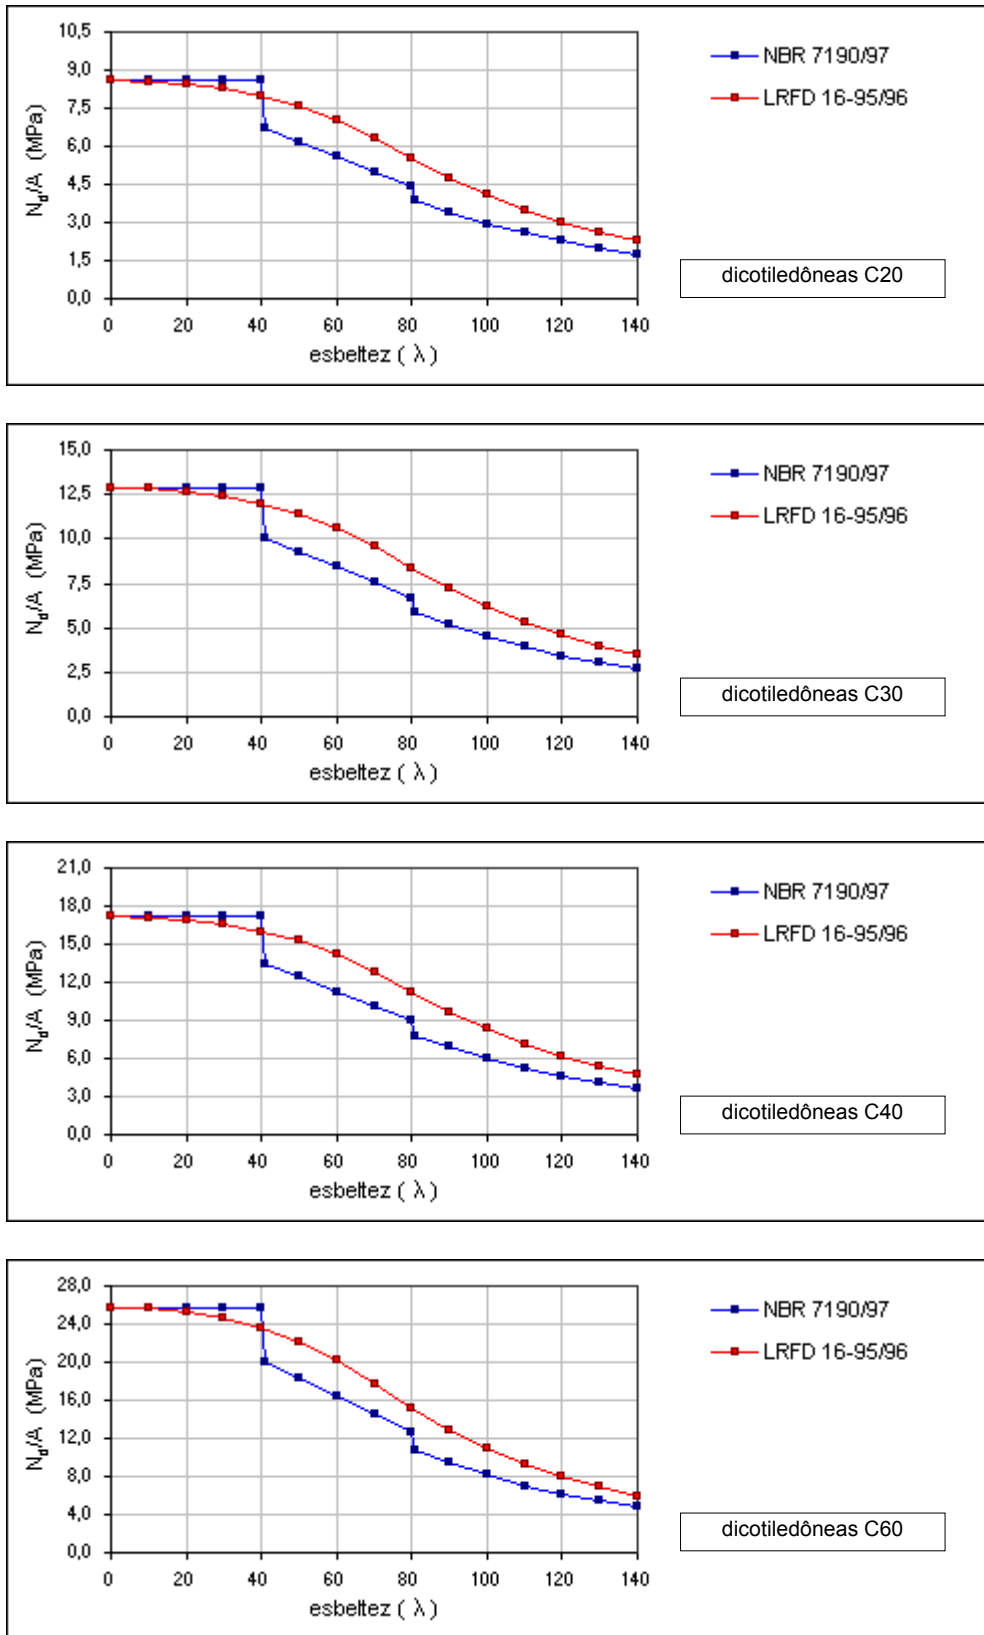 10,5
9,0
7,5
6,0
4,5
3,0
1,5
0,0
N_d/A (MPa)
0 20 40 60 80 100 120 140
esbeltez ( λ )
NBR 7190/97
LRFD 16-95/96
dicotiledôneas C20
15,0
12,5
10,0
7,5
5,0
2,5
0,0
N_d/A (MPa)
0 20 40 60 80 100 120 140
esbeltez ( λ )
NBR 7190/97
LRFD 16-95/96
dicotiledôneas C30
21,0
18,0
15,0
12,0
9,0
6,0
3,0
0,0
N_d/A (MPa)
0 20 40 60 80 100 120 140
esbeltez ( λ )
NBR 7190/97
LRFD 16-95/96
dicotiledôneas C40
28,0
24,0
20,0
16,0
12,0
8,0
4,0
0,0
N_d/A (MPa)
0 20 40 60 80 100 120 140
esbeltez ( λ )
NBR 7190/97
LRFD 16-95/96
dicotiledôneas C60